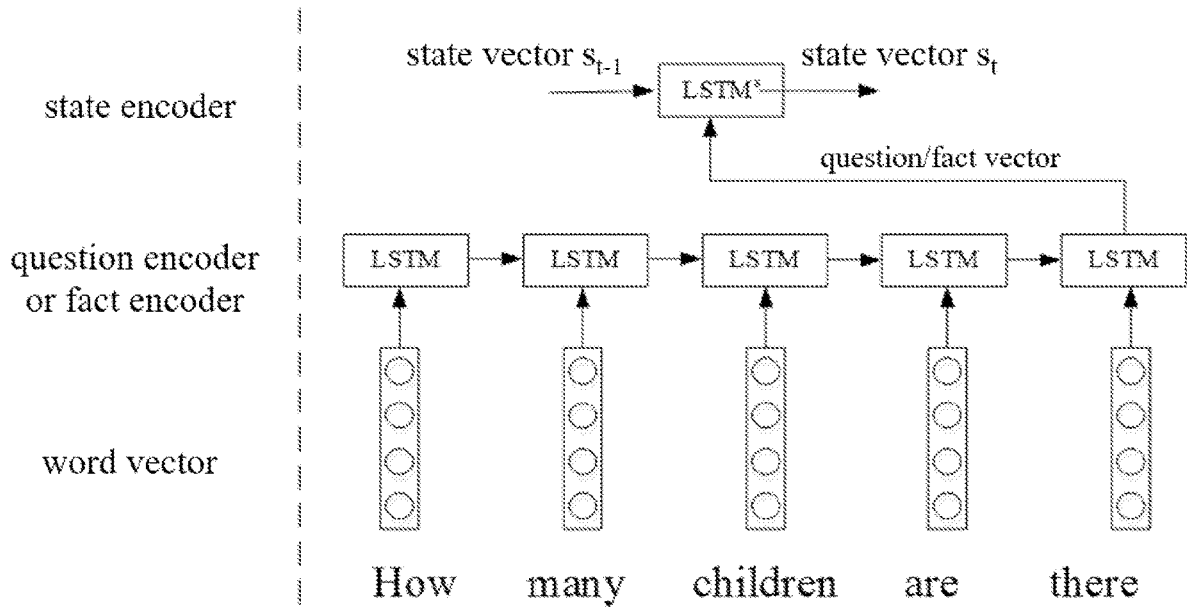 state vector s_{t-1}
state vector s_t
state encoder
LSTM
question/fact vector
question encoder
or fact encoder
LSTM LSTM LSTM LSTM LSTM
word vector
How many children are there